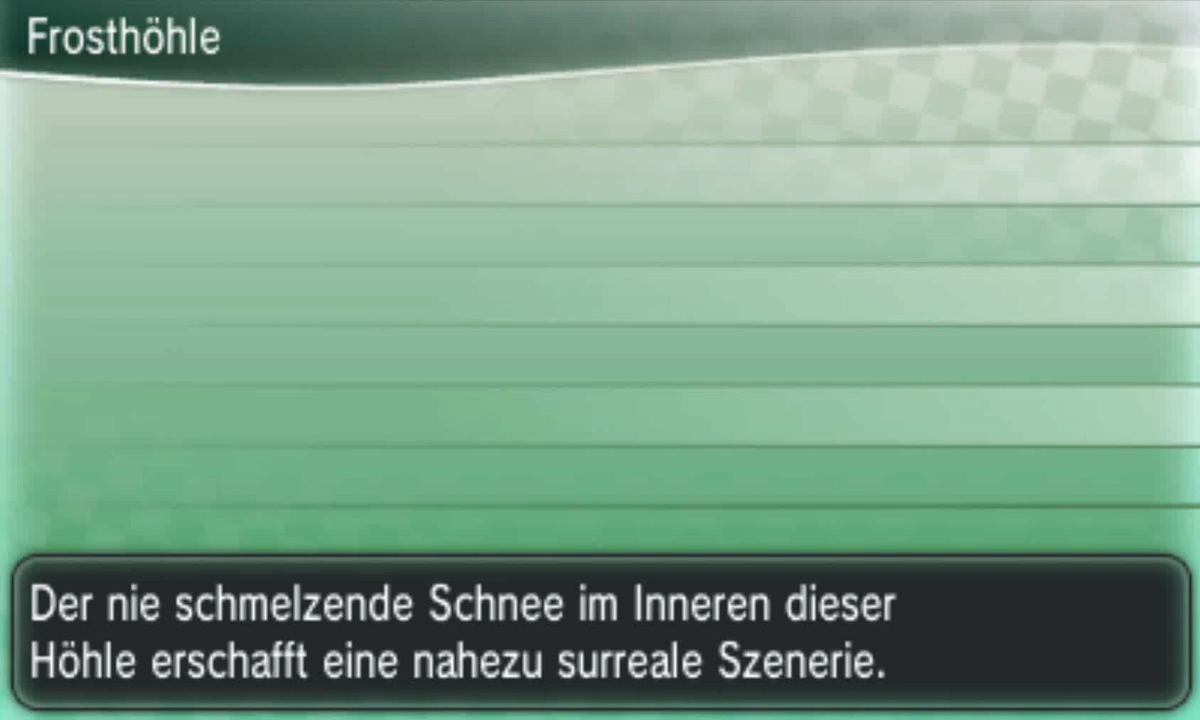 Frosthöhle
Der nie schmelzende Schnee im Inneren dieser
Höhle erschafft eine nahezu surreale Szenerie.